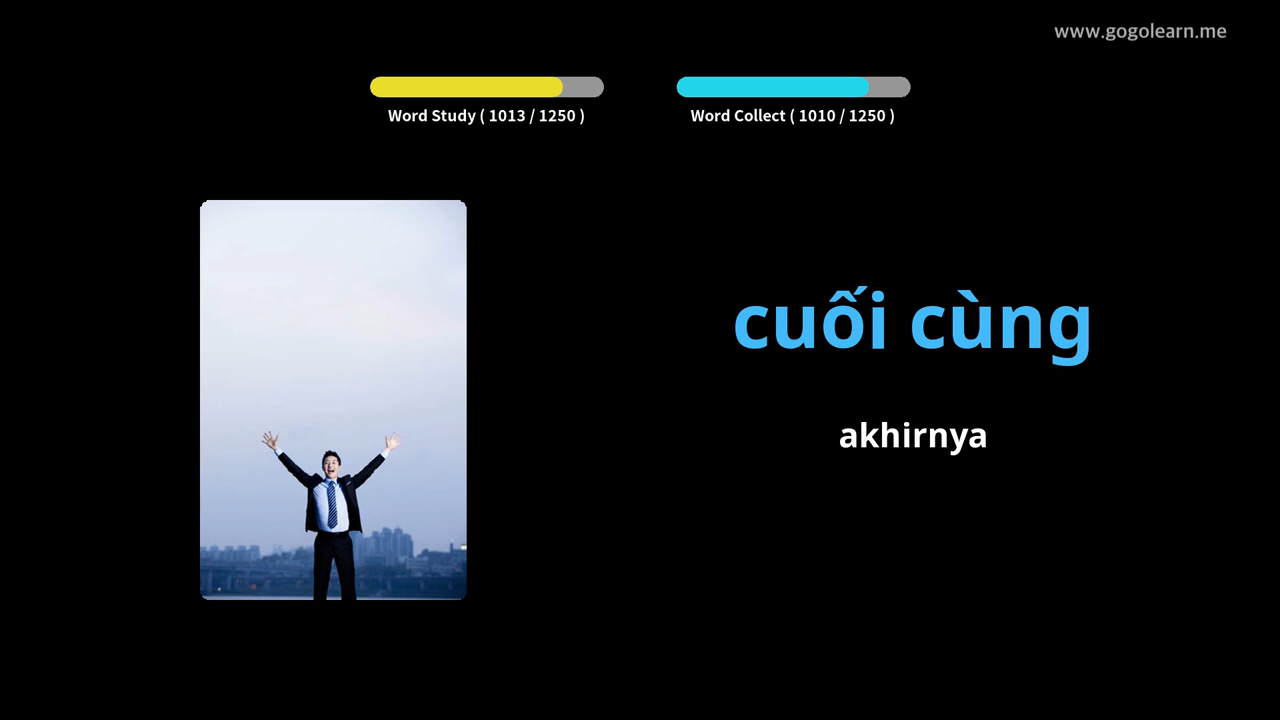 www.gogolearn.me
Word Study ( 1013 / 1250 )
Word Collect ( 1010 / 1250 )
cuối cùng
akhirnya